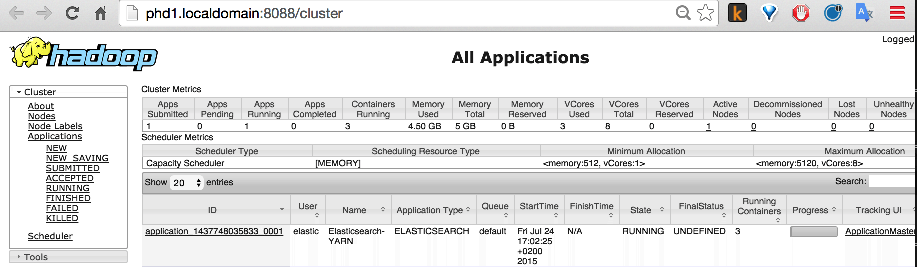 phd1.localdomain:8088/cluster
Logged
hadoop
All Applications
Cluster
About
Nodes
Node Labels
Applications
NEW
NEW_SAVING
SUBMITTED
ACCEPTED
RUNNING
FINISHED
FAILED
KILLED
Scheduler
Tools
Cluster Metrics
Apps Submitted Apps Pending Apps Running Apps Completed Containers Running Memory Used Memory Total Memory Reserved VCores Used VCores Total VCores Reserved Active Nodes Decommissioned Nodes Lost Nodes Unhealthy Nodes
1 0 1 0 3 4.50 GB 5 GB 0 B 3 8 0 1 0 0 0
Scheduler Metrics
Scheduler Type Scheduling Resource Type Minimum Allocation Maximum Allocation
Capacity Scheduler [MEMORY] <memory:512, vCores:1> <memory:5120, vCores:8>
Show 20 entries Search:
ID User Name Application Type Queue StartTime FinishTime State FinalStatus Running Containers Progress Tracking UI
application_1437748035833_0001 elastic Elasticsearch- ELASTICSEARCH default Fri Jul 24 N/A RUNNING UNDEFINED 3 ApplicationMaste
YARN 17:02:25
+0200
2015